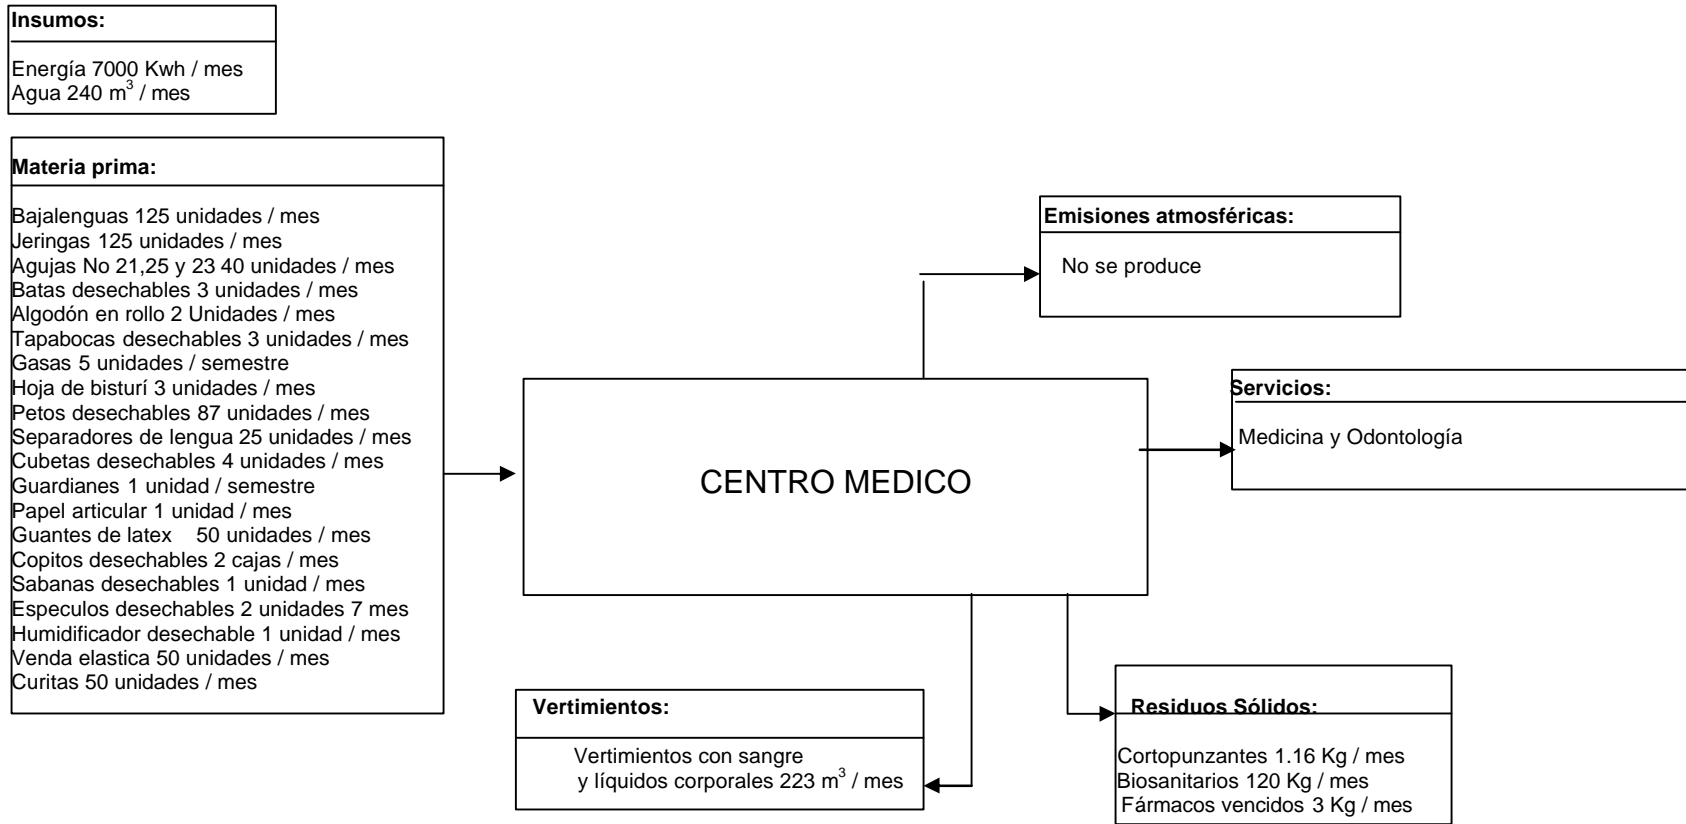 Insumos:
Energía 7000 Kwh / mes
Agua 240 m³ / mes
Materia prima:
Bajalenguas 125 unidades / mes
Jeringas 125 unidades / mes
Agujas No 21,25 y 23 40 unidades / mes
Batas desechables 3 unidades / mes
Algodón en rollo 2 Unidades / mes
Tapabocas desechables 3 unidades / mes
Gasas 5 unidades / semestre
Hoja de bisturí 3 unidades / mes
Petos desechables 87 unidades / mes
Separadores de lengua 25 unidades / mes
Cubetas desechables 4 unidades / mes
Guardianes 1 unidad / semestre
Papel articular 1 unidad / mes
Guantes de latex 50 unidades / mes
Copitos desechables 2 cajas / mes
Sabanas desechables 1 unidad / mes
Especulos desechables 2 unidades 7 mes
Humidificador desechable 1 unidad / mes
Venda elastica 50 unidades / mes
Curitas 50 unidades / mes
CENTRO MEDICO
Emisiones atmosféricas:
No se produce
Servicios:
Medicina y Odontología
Vertimientos:
Vertimientos con sangre
y líquidos corporales 223 m³ / mes
Residuos Sólidos:
Cortopunzantes 1.16 Kg / mes
Biosanitarios 120 Kg / mes
Fármacos vencidos 3 Kg / mes